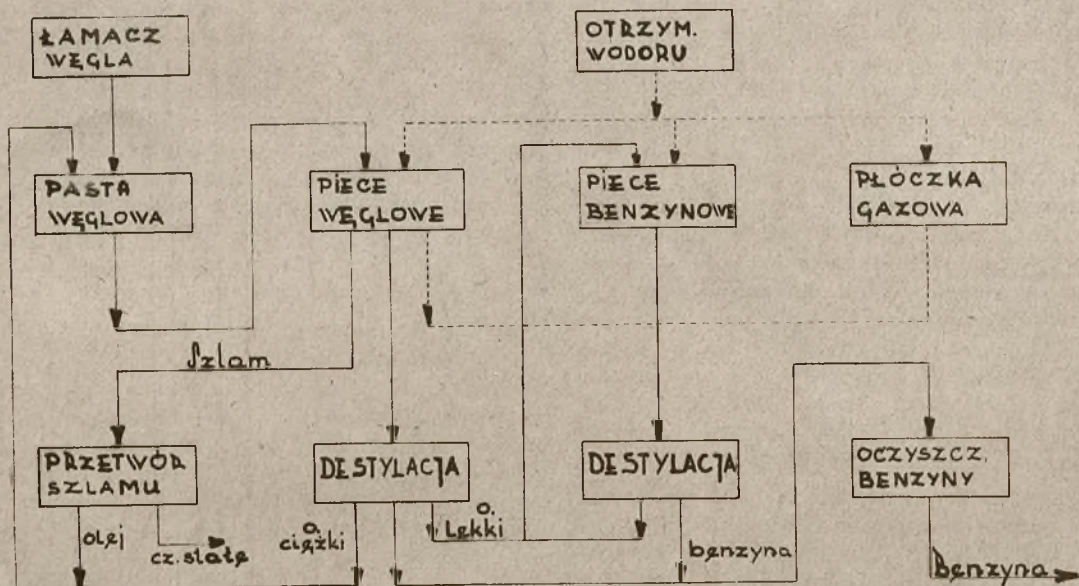 ŁAMACZ
WĘGLA
OTRZYM.
WODORU
PASTA
WĘGLOWA
PIECE
WĘGLOWE
PIECE
BENZYNOWE
PŁÓCZKA
GAZOWA
Szlam
PRZETWÓR
SZLAMU
DESTYLACJA
DESTYLACJA
OCZYSZCZ.
BENZYNY
olej
cz. stałe
o.
ciężki
o.
Lekki
benzyna
Benzyna